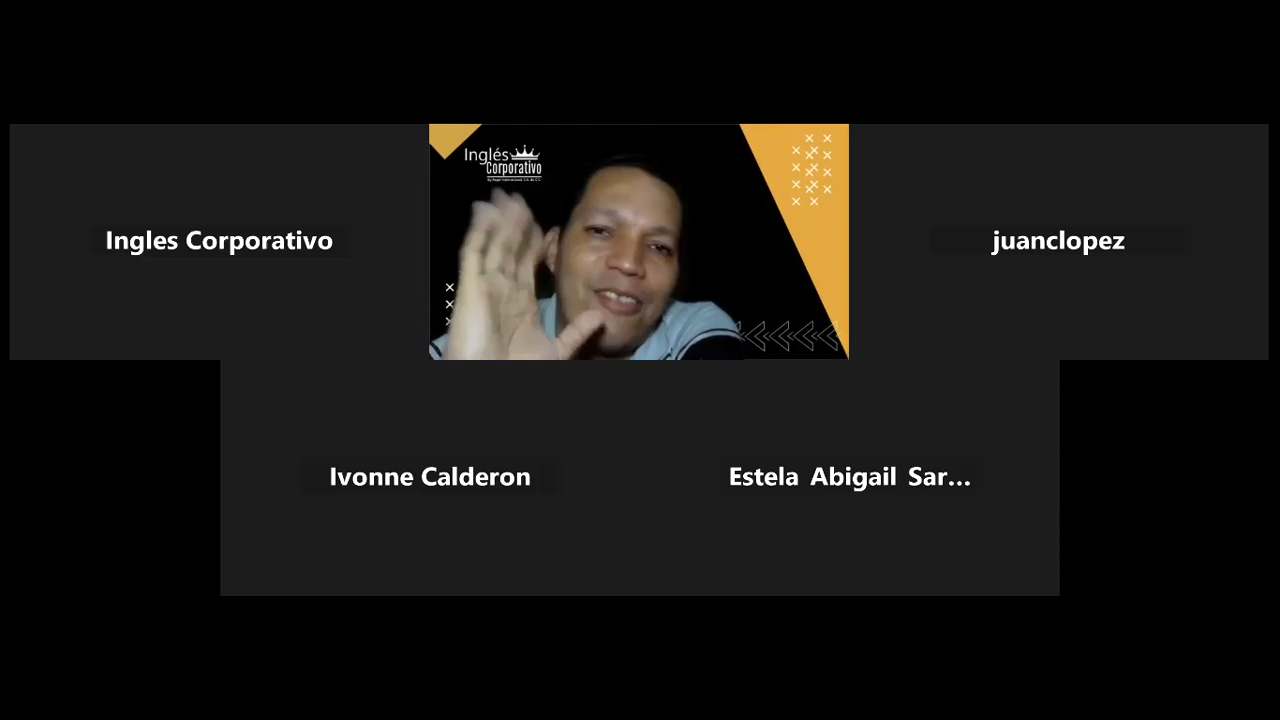 Ingles Corporativo
Inglés
Corporativo
juanclopez
Ivonne Calderon
Estela Abigail Sar...